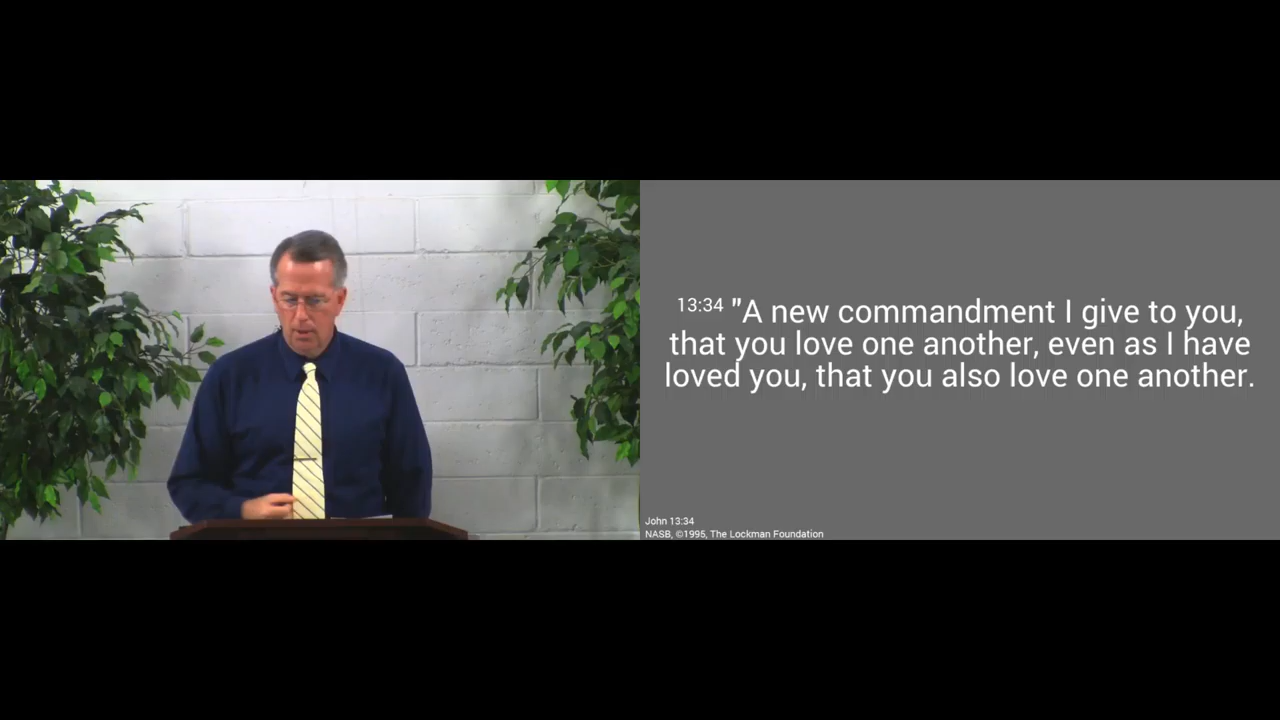 13:34 "A new commandment I give to you,
that you love one another, even as I have
loved you, that you also love one another.
John 13:34
NASB, ©1995, The Lockman Foundation